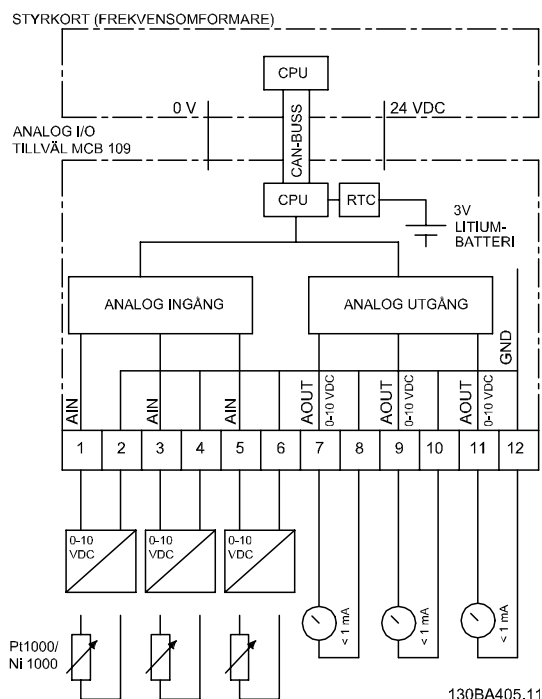 STYRKORT (FREKVENSOMFORMARE)
CPU
0 V
24 VDC
ANALOG I/O
TILLVÄL MCB 109
CAN-BUSS
CPU
RTC
3V
LITIUM-
BATTERI
ANALOG INGÅNG
ANALOG UTGÅNG
AIN
AIN
AIN
AOUT
0-10 VDC
AOUT
0-10 VDC
AOUT
0-10 VDC
GND
1 2 3 4 5 6 7 8 9 10 11 12
0-10
VDC
0-10
VDC
0-10
VDC
< 1 mA
< 1 mA
< 1 mA
Pt1000/
Ni 1000
130BA405.11